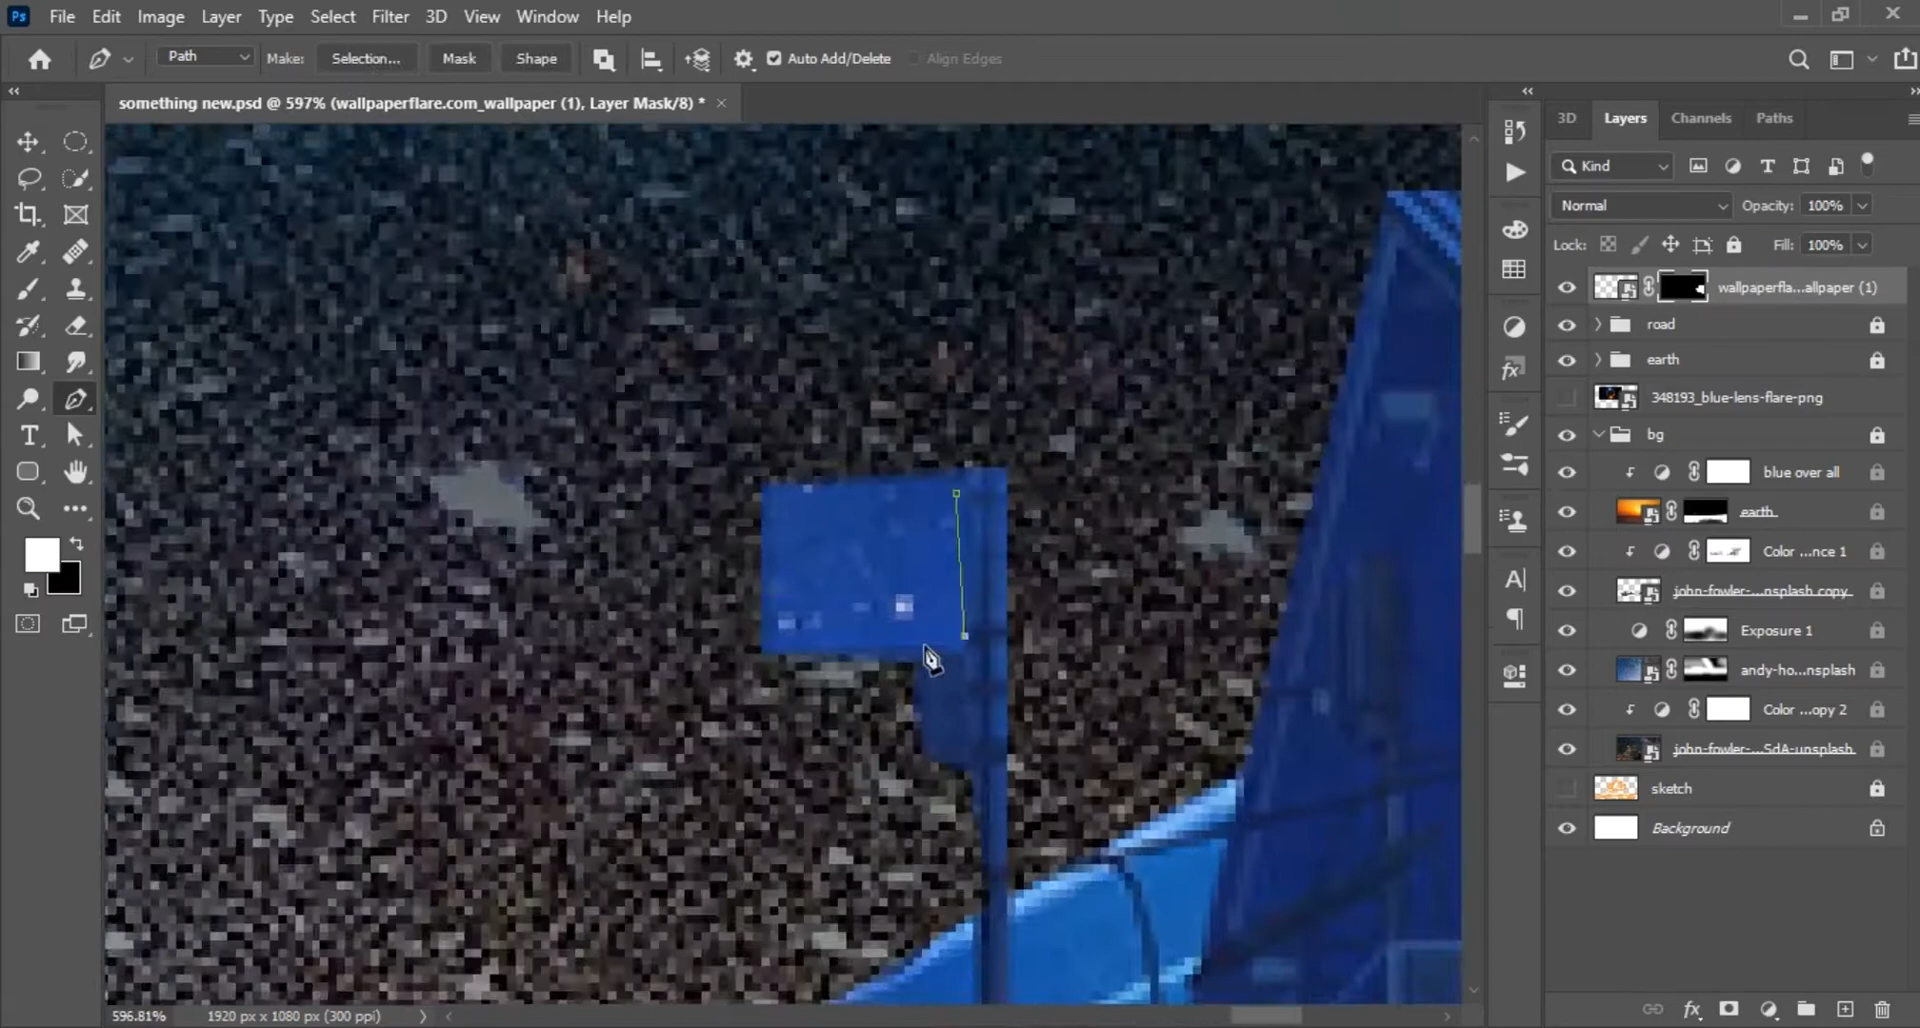 Ps File Edit Image Layer Type Select Filter 3D View Window Help
Path Make: Selection... Mask Shape Auto Add/Delete Align Edges
something new.psd @ 597% (wallpaperflare.com_wallpaper (1), Layer Mask/8) *
3D Layers Channels Paths
Kind
Normal Opacity: 100%
Lock: Fill: 100%
wallpaperfla...allpaper (1)
road
earth
348193_blue-lens-flare-png
bg
blue over all
earth
Color ...nce 1
john-fowler-...nsplash copy
Exposure 1
andy-ho...nsplash
Color ...opy 2
john-fowler-...SdA-unsplash
sketch
Background
596.81% 1920 px x 1080 px (300 ppi)